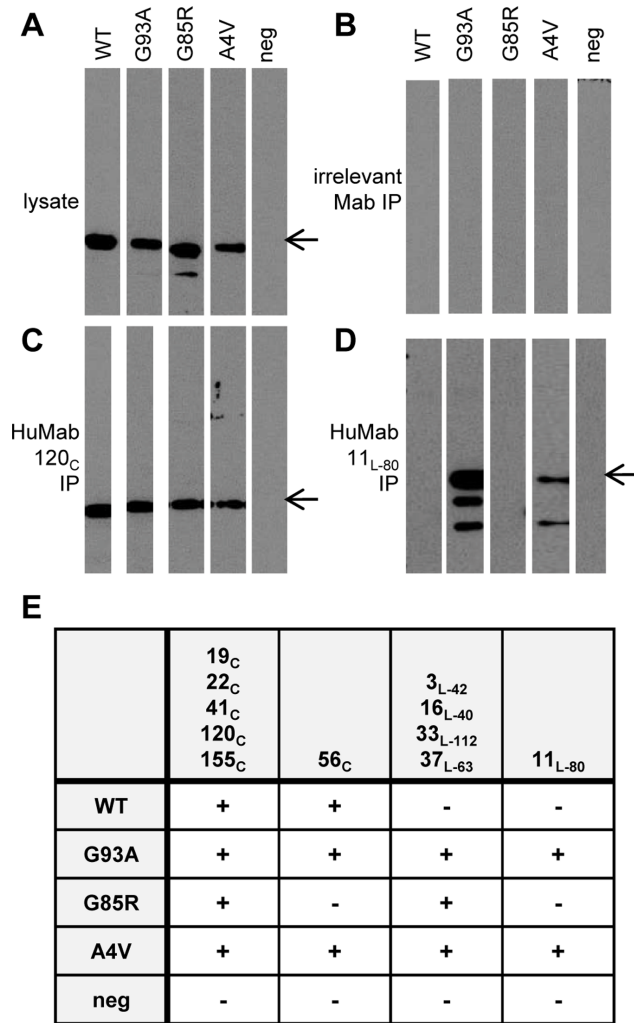 A
WT
G93A
G85R
A4V
neg
lysate
B
WT
G93A
G85R
A4V
neg
irrelevant
Mab IP
C
HuMab
120C
IP
D
HuMab
11L-80
IP
E
19C
22C
41C
120C
155C
56C
3L-42
16L-40
33L-112
37L-63
11L-80
WT + + - -
G93A + + + +
G85R + - + -
A4V + + + +
neg - - - -